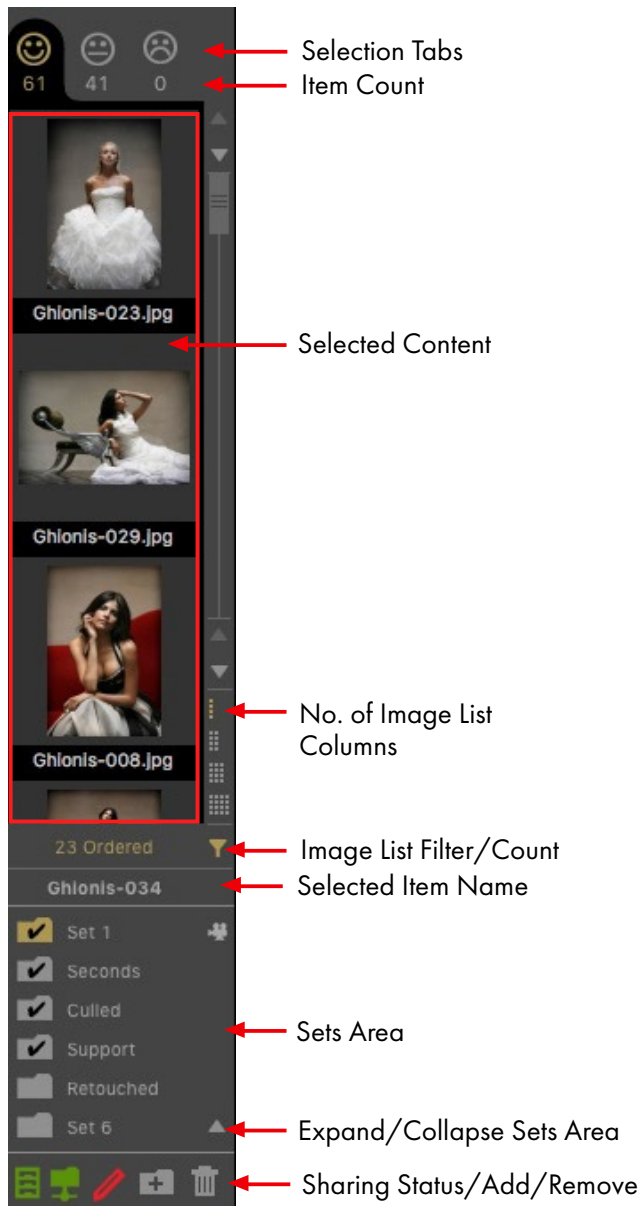 Selection Tabs
61 41 0
Item Count
Ghionis-023.jpg
Selected Content
Ghionis-029.jpg
No. of Image List
Columns
Ghionis-008.jpg
23 Ordered
Image List Filter/Count
Ghionis-034
Selected Item Name
Set 1
Seconds
Culled
Sets Area
Support
Retouched
Set 6
Expand/Collapse Sets Area
Sharing Status/Add/Remove